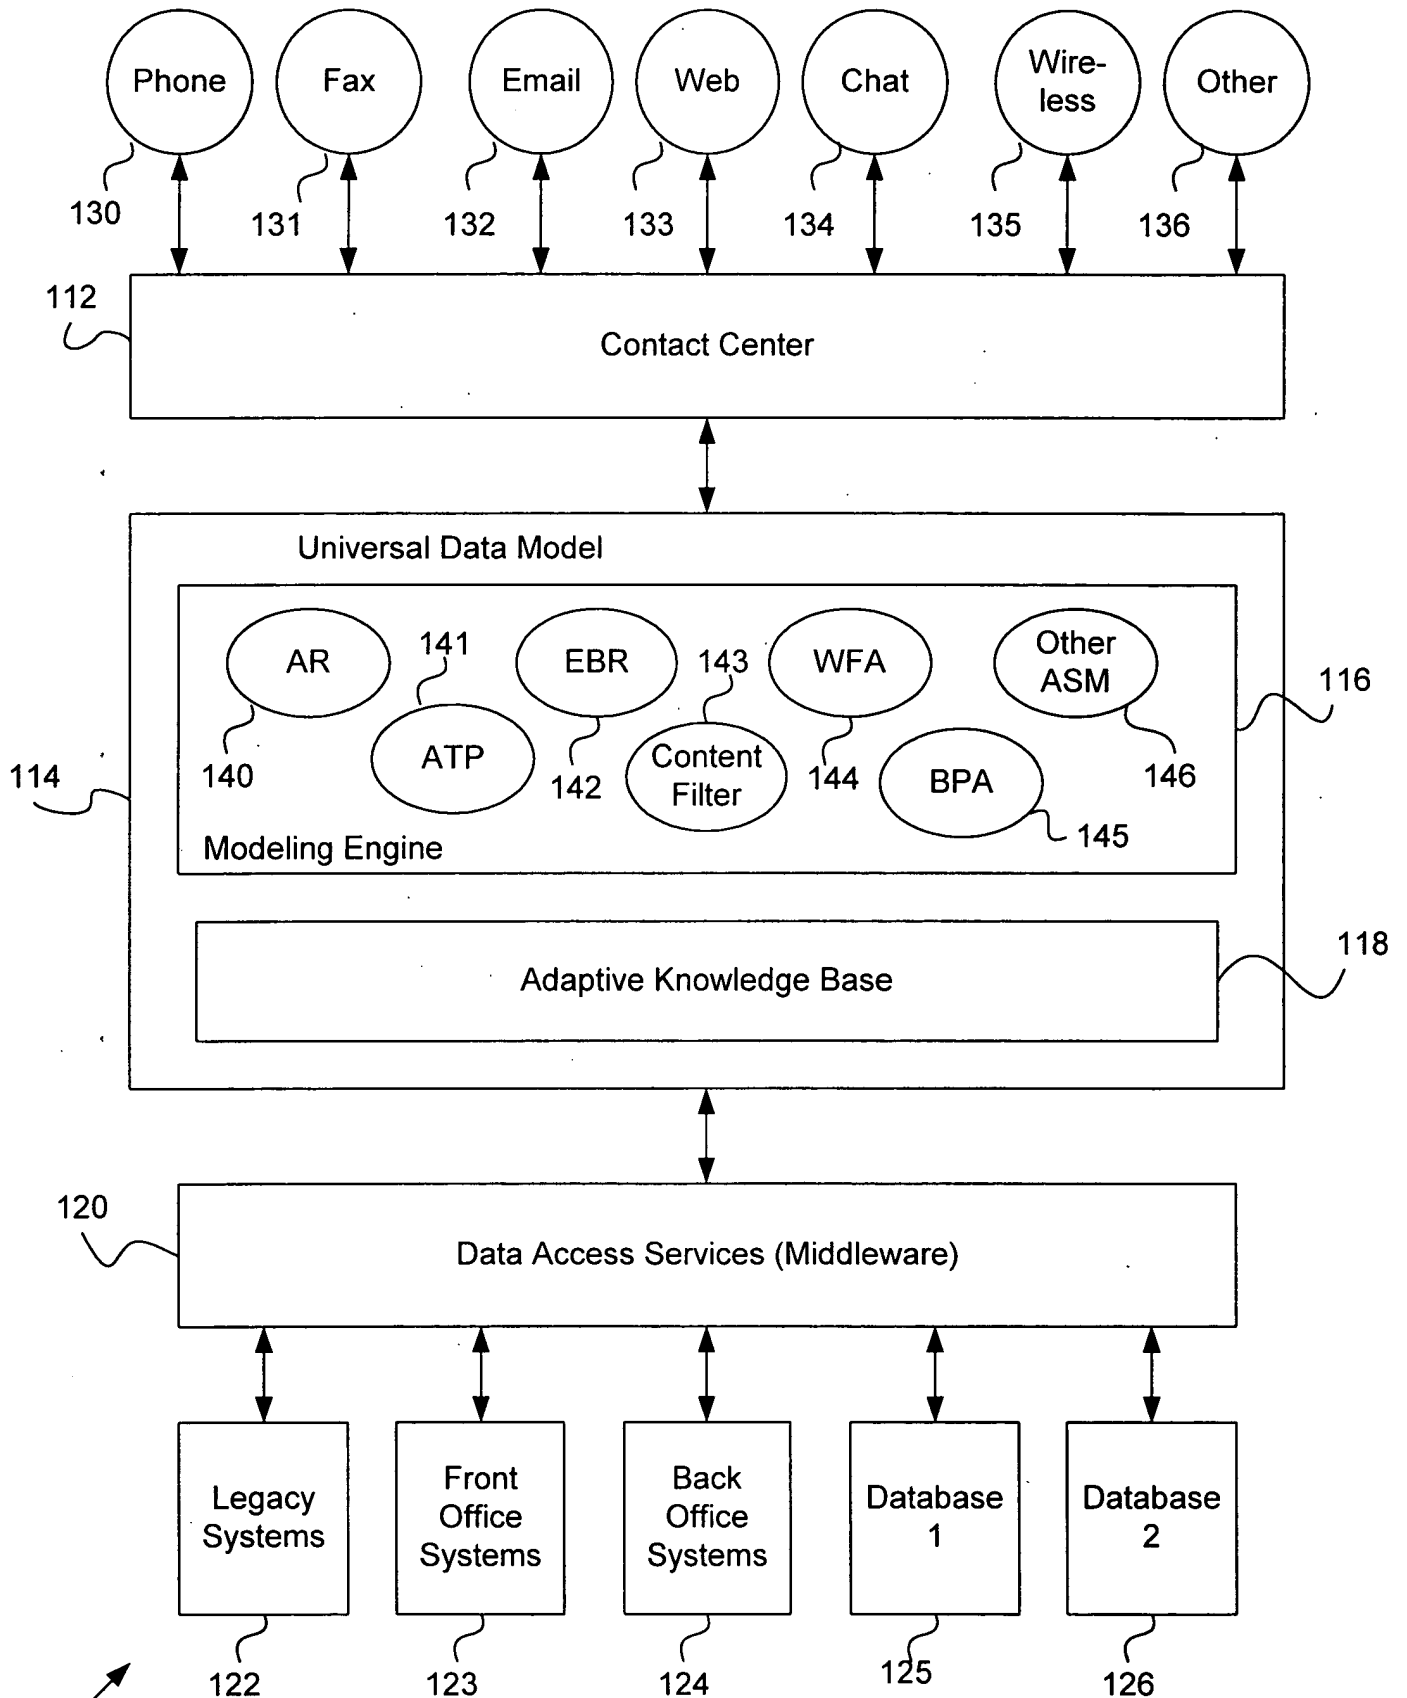 Phone
Fax
Email
Web
Chat
Wire-
less
Other
130
131
132
133
134
135
136
112
Contact Center
Universal Data Model
AR
141
EBR
143
WFA
Other
ASM
116
140
ATP
142
Content
Filter
144
BPA
146
114
145
Modeling Engine
118
Adaptive Knowledge Base
120
Data Access Services (Middleware)
Legacy
Systems
Front
Office
Systems
Back
Office
Systems
Database
1
Database
2
122
123
124
125
126